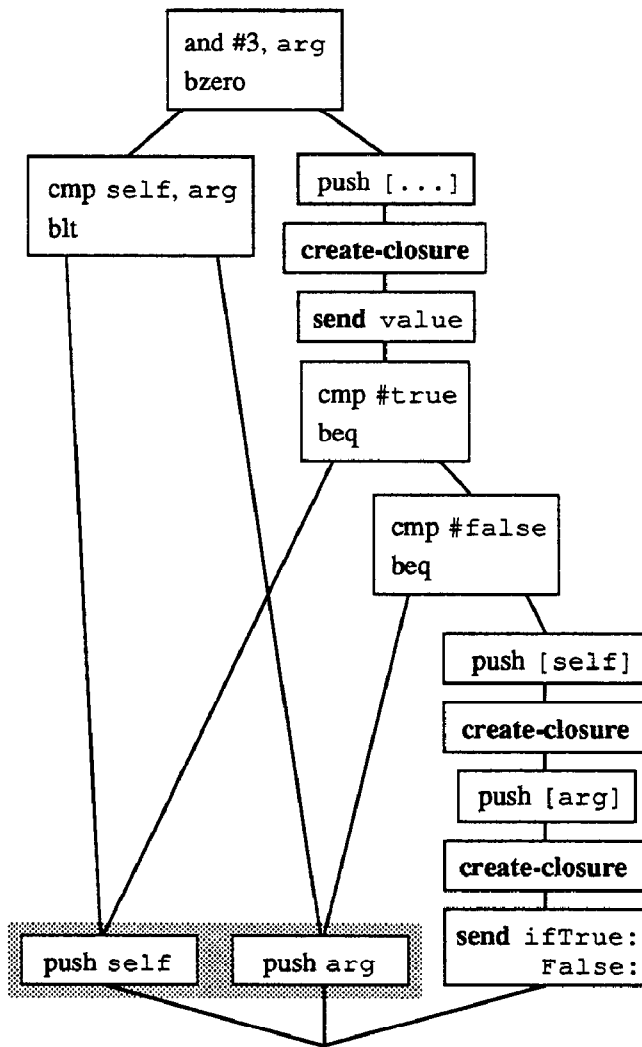 and #3, arg
bzero
cmp self, arg
blt
push [...]
create-closure
send value
cmp #true
beq
cmp #false
beq
push [self]
create-closure
push [arg]
create-closure
push self
push arg
send ifTrue:
False: